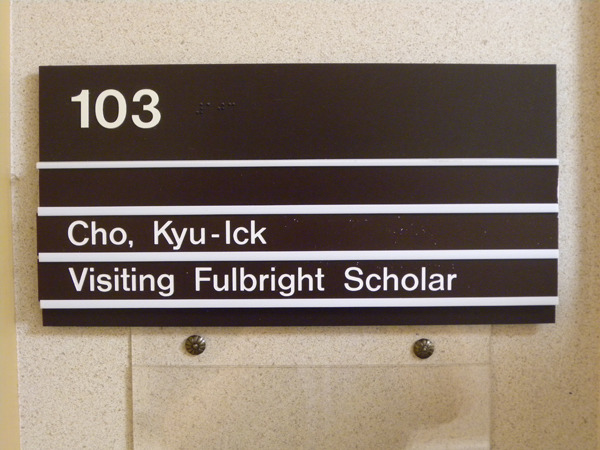 103
Cho, Kyu-Ick
Visiting Fulbright Scholar